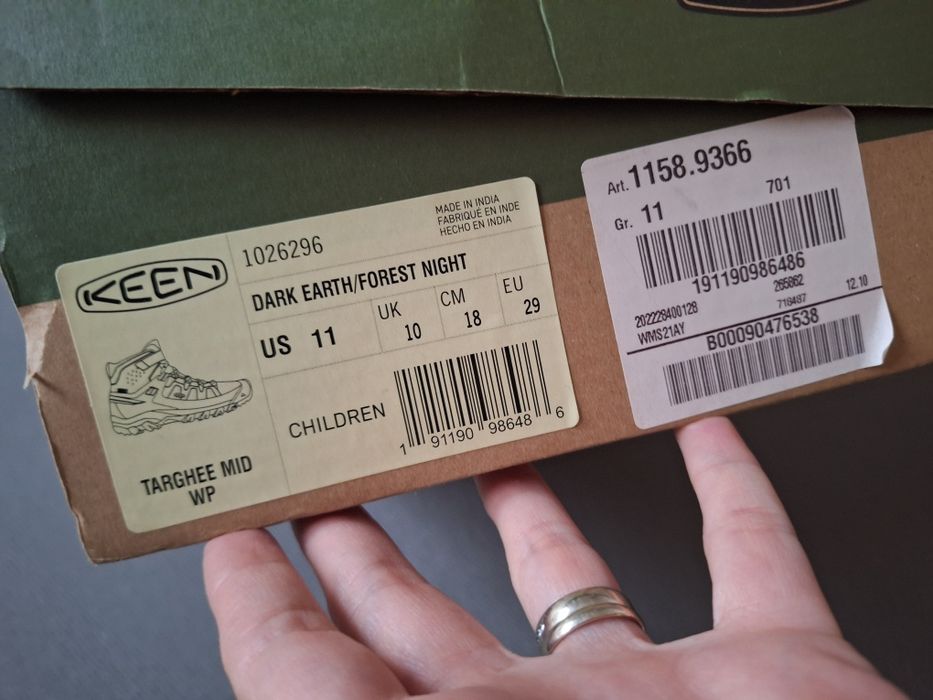 KEEN
1026296
MADE IN INDIA
FABRIQUÉ EN INDE
HECHO EN INDIA
DARK EARTH/FOREST NIGHT
US 11
UK 10
CM 18
EU 29
CHILDREN
1 91190 98648 6
TARGHEE MID
WP
Art. 1158.9366
701
Gr. 11
191190986486
265862
202228400128
718487
12.10
WMS21AY
B00090476538